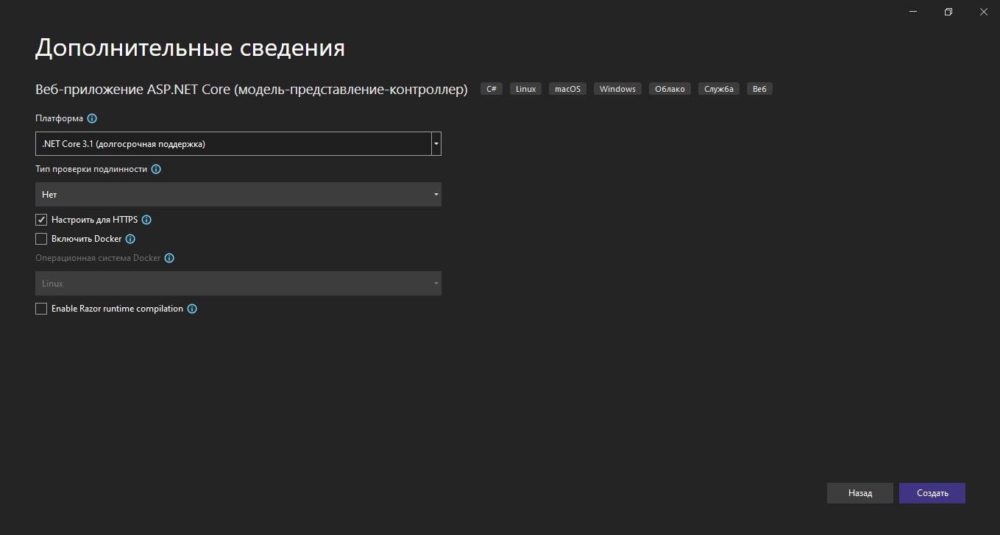 Дополнительные сведения
Веб-приложение ASP.NET Core (модель-представление-контроллер) C# Linux macOS Windows Облако Служба Веб
Платформа
.NET Core 3.1 (долгосрочная поддержка)
Тип проверки подлинности
Нет
Настроить для HTTPS
Включить Docker
Операционная система Docker
Linux
Enable Razor runtime compilation
Назад Создать